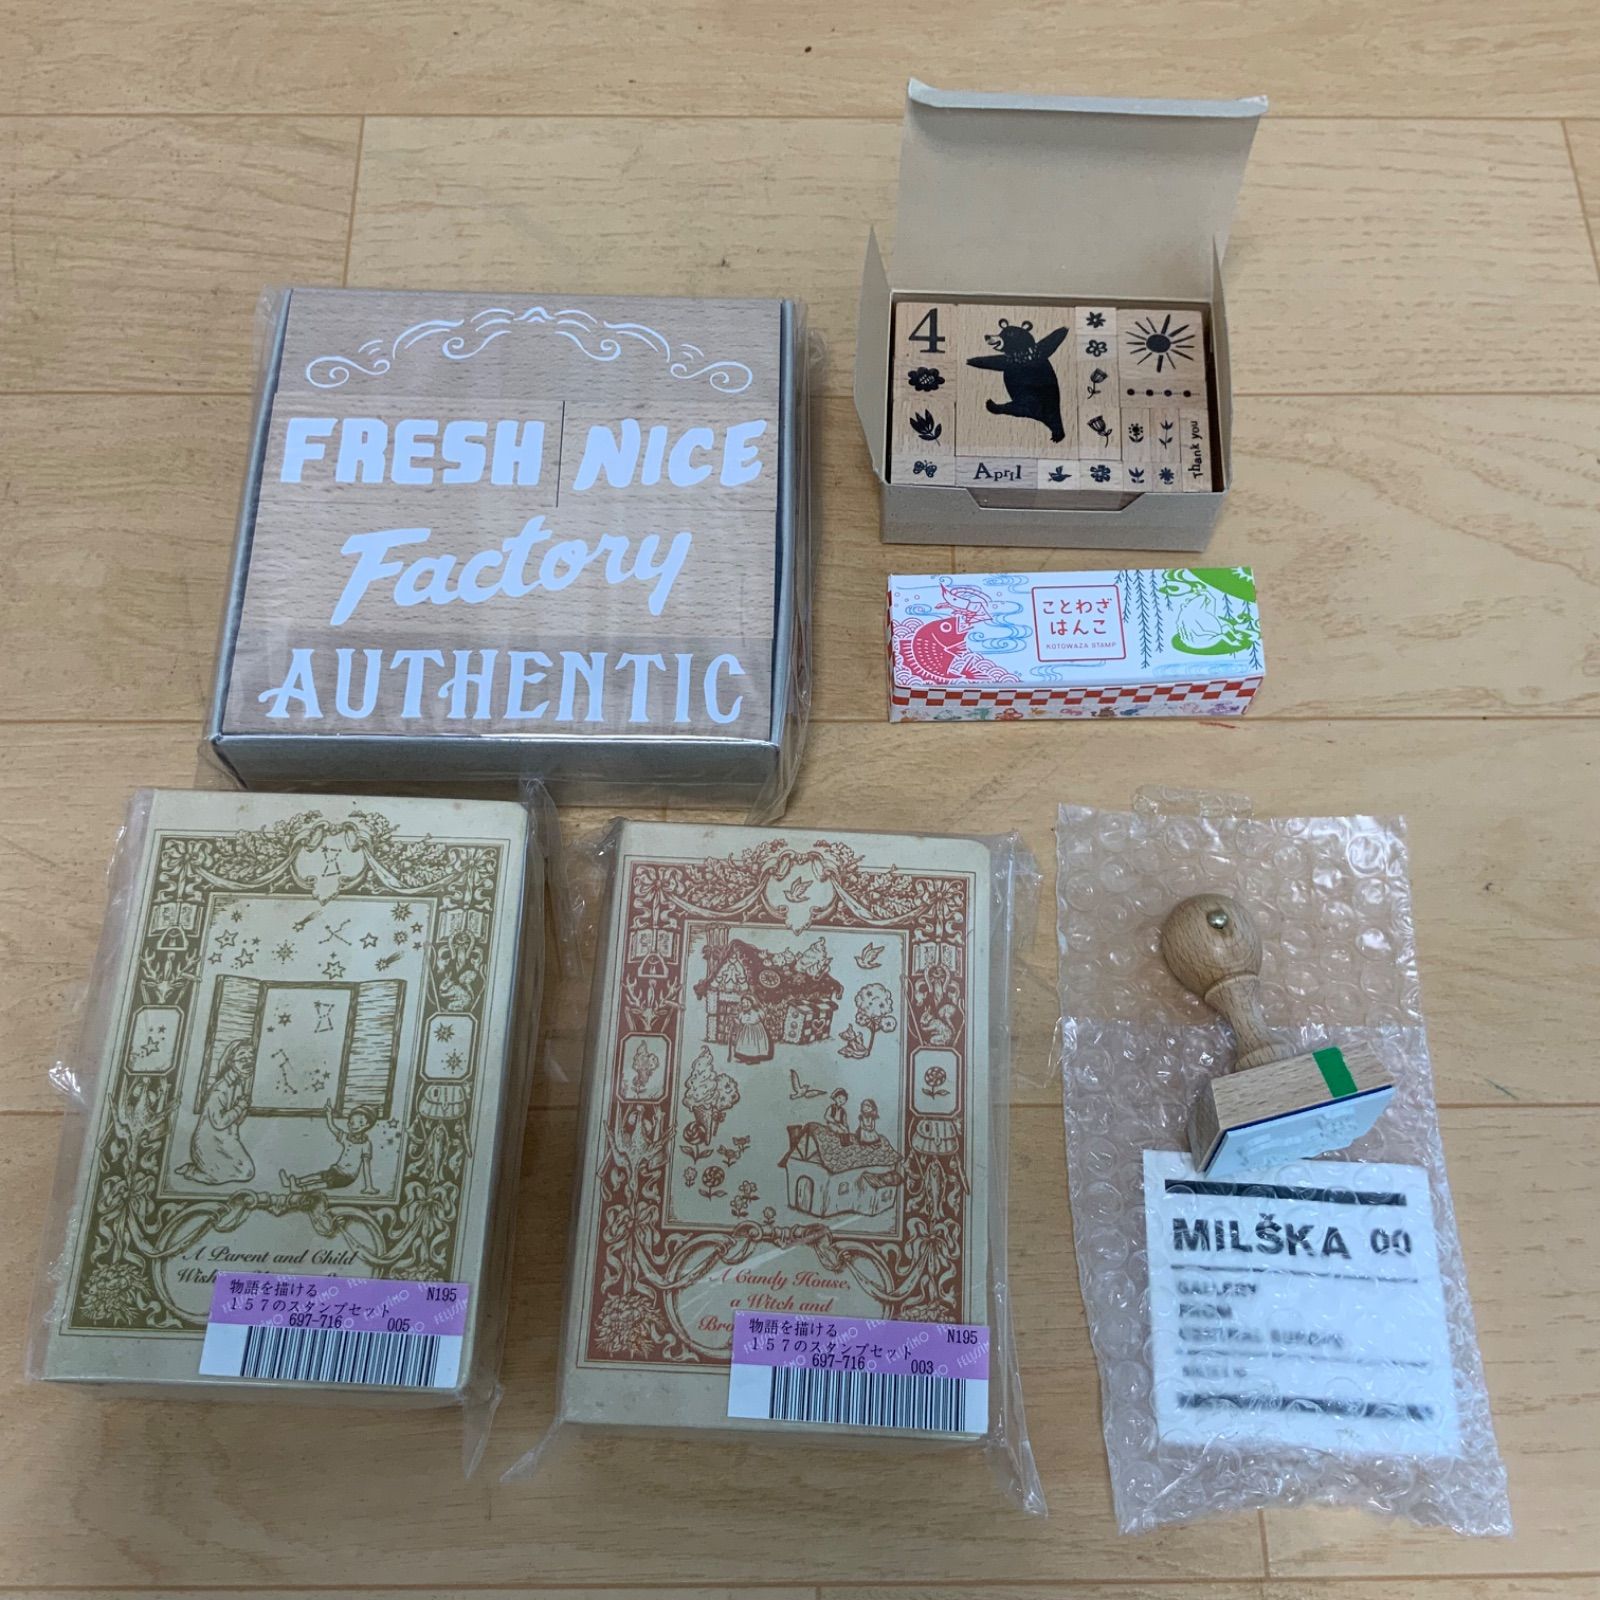 FRESH NICE
Factory
AUTHENTIC
4
April
Thank you
ことわざ
はんこ
KOTOWAZA STAMP
A Parent and Child
Wish
物語を描ける N195
157のスタンプセット
697-716 005
FELISSIMO
A Candy House,
a Witch and
物語を描ける N195
157のスタンプセット
697-716 003
FELISSIMO
MILŠKA 00
GALLERY
FROM
CENTRAL EUROPE